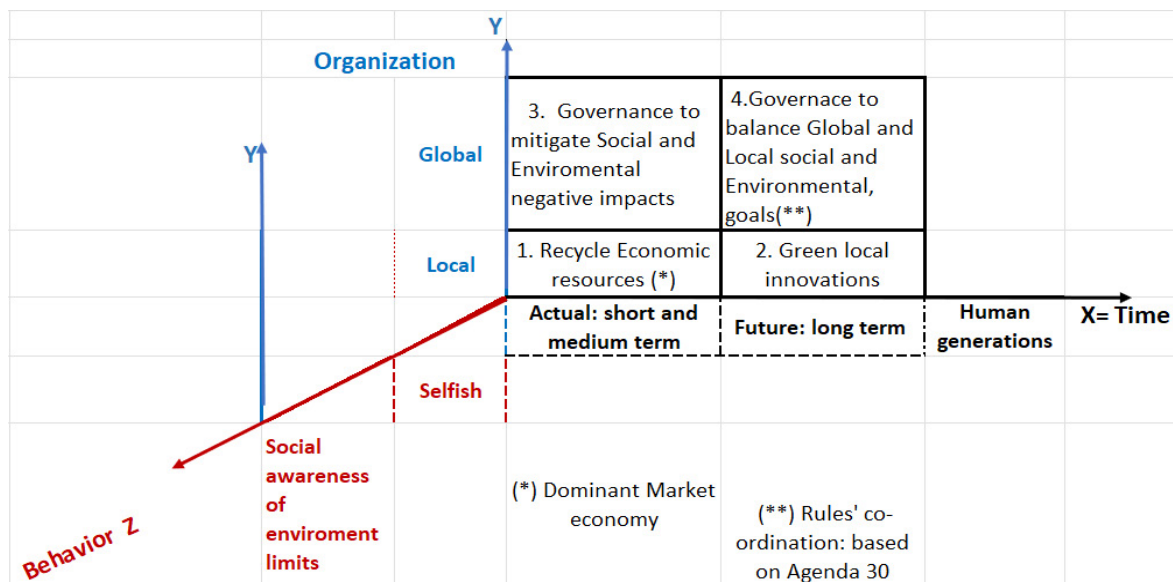 Y
Organization
3. Governance to
mitigate Social and
Enviromental
negative impacts
4.Governace to
balance Global and
Local social and
Environmental,
goals(**)
Y
Global
Local
1. Recycle Economic
resources (*)
2. Green local
innovations
Actual: short and
medium term
Future: long term
Human
generations
X= Time
Selfish
Social
awareness
of
enviroment
limits
Behavior Z
(*) Dominant Market
economy
(**) Rules' co-
ordination: based
on Agenda 30